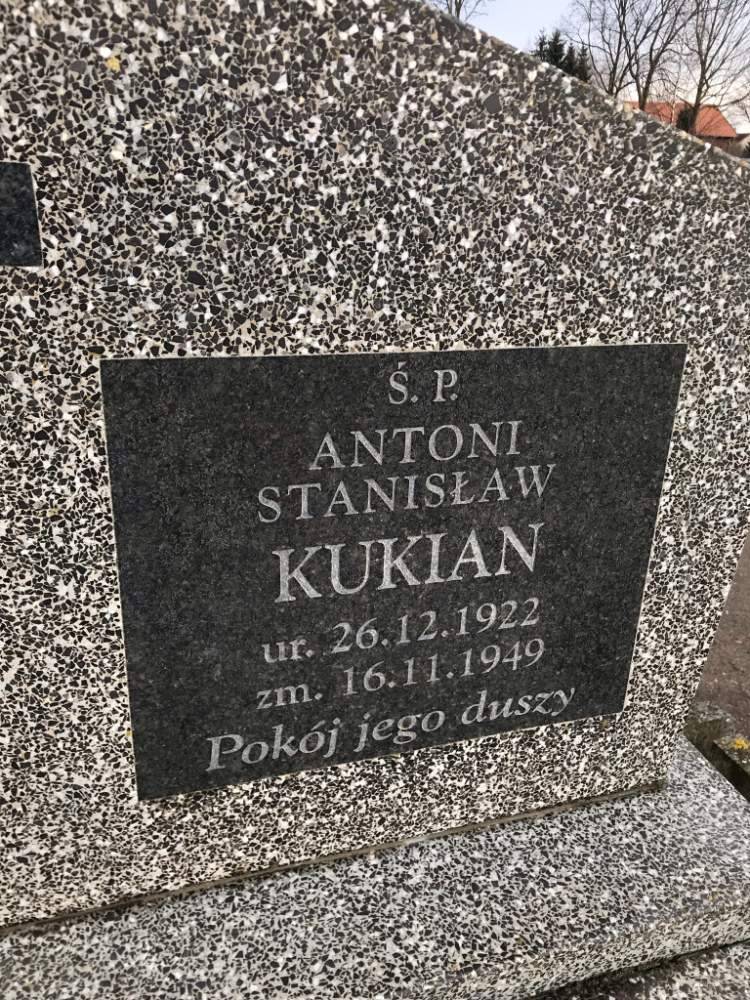 Ś. P.
ANTONI
STANISŁAW
KUKIAN
ur. 26.12.1922
zm. 16.11.1949
Pokój jego duszy